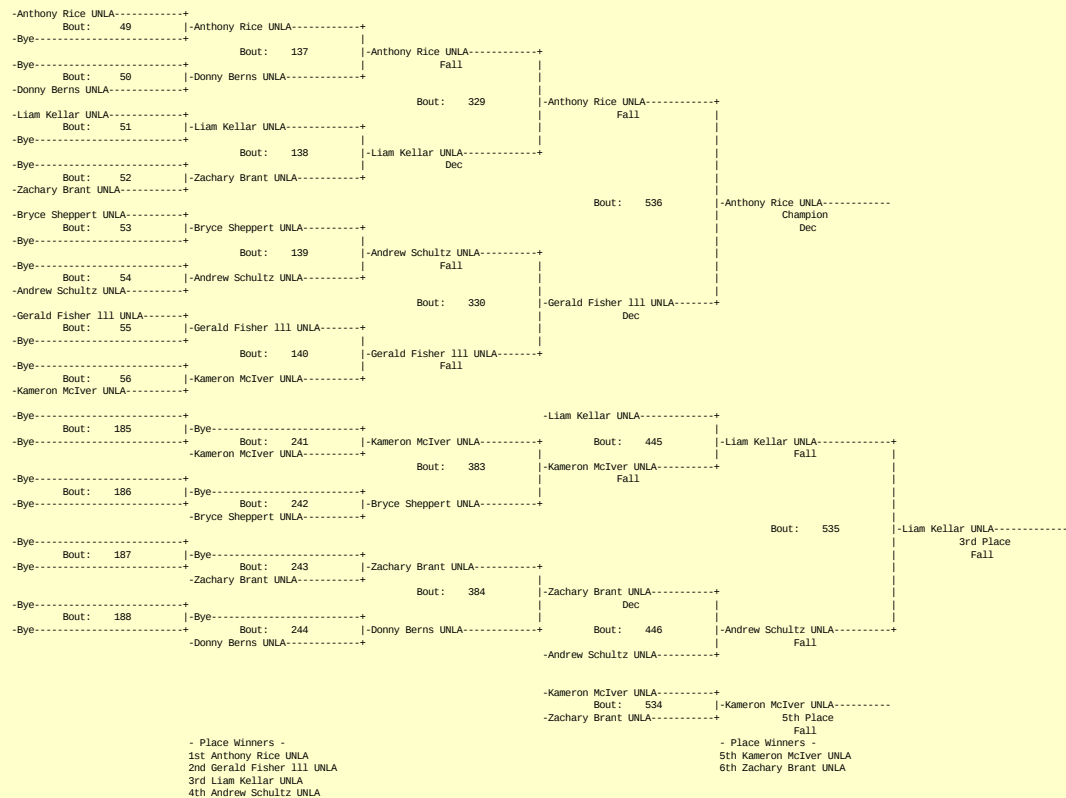 -Anthony Rice UNLA------------+
Bout: 49 |-Anthony Rice UNLA------------+
-Bye--------------------------+ |
Bout: 137 |-Anthony Rice UNLA------------+
-Bye--------------------------+ | Fall |
Bout: 50 |-Donny Berns UNLA-------------+ |
-Donny Berns UNLA-------------+ |
Bout: 329 |-Anthony Rice UNLA------------+
-Liam Kellar UNLA-------------+ | Fall |
Bout: 51 |-Liam Kellar UNLA-------------+ | |
-Bye--------------------------+ | | |
Bout: 138 |-Liam Kellar UNLA-------------+ |
-Bye--------------------------+ | Dec |
Bout: 52 |-Zachary Brant UNLA-----------+ |
-Zachary Brant UNLA-----------+ |
Bout: 536 |-Anthony Rice UNLA------------
-Bryce Sheppert UNLA----------+ | Champion
Bout: 53 |-Bryce Sheppert UNLA----------+ | Dec
-Bye--------------------------+ | |
Bout: 139 |-Andrew Schultz UNLA----------+ |
-Bye--------------------------+ | Fall | |
Bout: 54 |-Andrew Schultz UNLA----------+ | |
-Andrew Schultz UNLA----------+ | |
Bout: 330 |-Gerald Fisher lll UNLA-------+
-Gerald Fisher lll UNLA-------+ | Dec
Bout: 55 |-Gerald Fisher lll UNLA-------+ |
-Bye--------------------------+ | |
Bout: 140 |-Gerald Fisher lll UNLA-------+
-Bye--------------------------+ | Fall
Bout: 56 |-Kameron McIver UNLA----------+
-Kameron McIver UNLA----------+
-Bye--------------------------+ -Liam Kellar UNLA-------------+
Bout: 185 |-Bye--------------------------+ |
-Bye--------------------------+ Bout: 241 |-Kameron McIver UNLA----------+ Bout: 445 |-Liam Kellar UNLA-------------+
-Kameron McIver UNLA----------+ | | Fall |
Bout: 383 |-Kameron McIver UNLA----------+ |
-Bye--------------------------+ | Fall |
Bout: 186 |-Bye--------------------------+ | |
-Bye--------------------------+ Bout: 242 |-Bryce Sheppert UNLA----------+ |
-Bryce Sheppert UNLA----------+ |
Bout: 535 |-Liam Kellar UNLA-------------
-Bye--------------------------+ | 3rd Place
Bout: 187 |-Bye--------------------------+ | Fall
-Bye--------------------------+ Bout: 243 |-Zachary Brant UNLA-----------+ |
-Zachary Brant UNLA-----------+ | |
Bout: 384 |-Zachary Brant UNLA-----------+ |
-Bye--------------------------+ | Dec | |
Bout: 188 |-Bye--------------------------+ | | |
-Bye--------------------------+ Bout: 244 |-Donny Berns UNLA-------------+ Bout: 446 |-Andrew Schultz UNLA----------+
-Donny Berns UNLA-------------+ | Fall
-Andrew Schultz UNLA----------+
-Kameron McIver UNLA----------+
Bout: 534 |-Kameron McIver UNLA----------
-Zachary Brant UNLA-----------+ 5th Place
Fall
- Place Winners - - Place Winners -
1st Anthony Rice UNLA 5th Kameron McIver UNLA
2nd Gerald Fisher lll UNLA 6th Zachary Brant UNLA
3rd Liam Kellar UNLA
4th Andrew Schultz UNLA